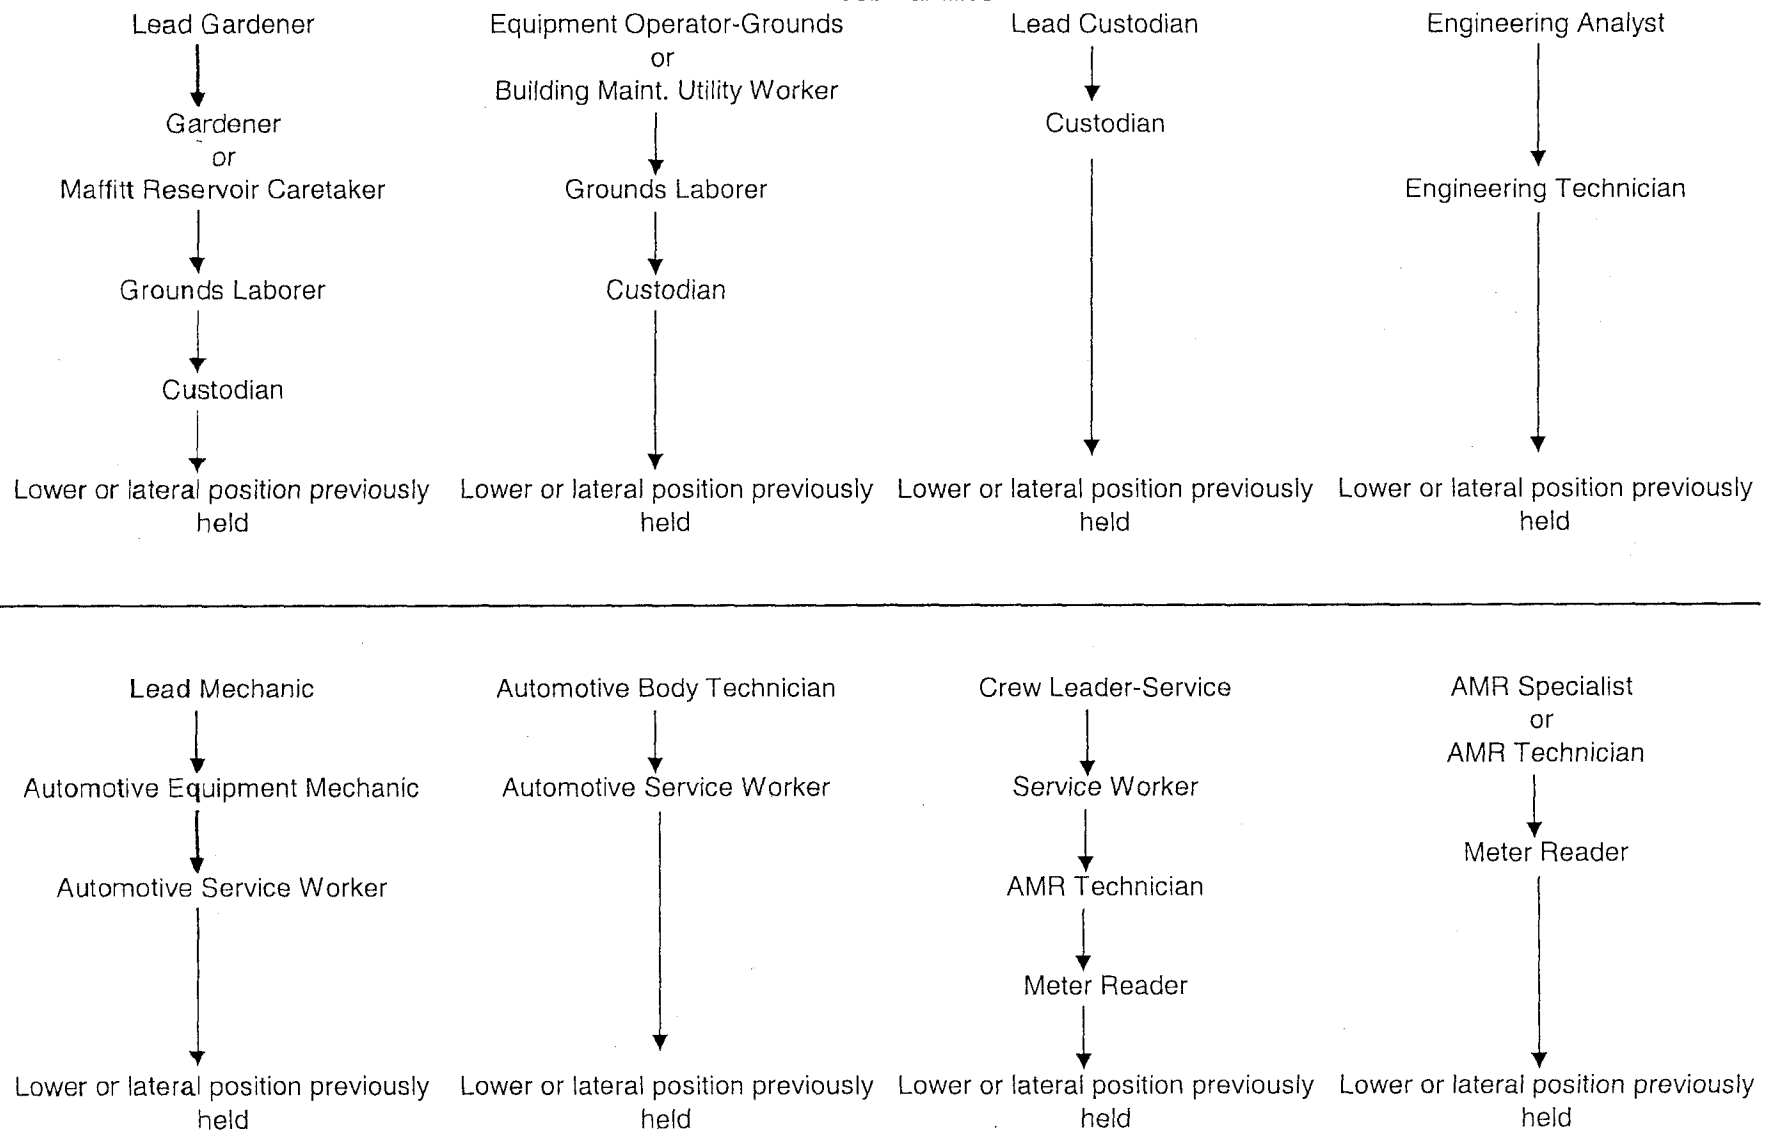 Lead Gardener
Gardener
or
Maffitt Reservoir Caretaker
Grounds Laborer
Custodian
Lower or lateral position previously
held
Equipment Operator-Grounds
or
Building Maint. Utility Worker
Grounds Laborer
Custodian
Lower or lateral position previously
held
Lead Custodian
Custodian
Lower or lateral position previously
held
Engineering Analyst
Engineering Technician
Lower or lateral position previously
held
Lead Mechanic
Automotive Equipment Mechanic
Automotive Service Worker
Lower or lateral position previously
held
Automotive Body Technician
Automotive Service Worker
Lower or lateral position previously
held
Crew Leader-Service
Service Worker
AMR Technician
Meter Reader
Lower or lateral position previously
held
AMR Specialist
or
AMR Technician
Meter Reader
Lower or lateral position previously
held